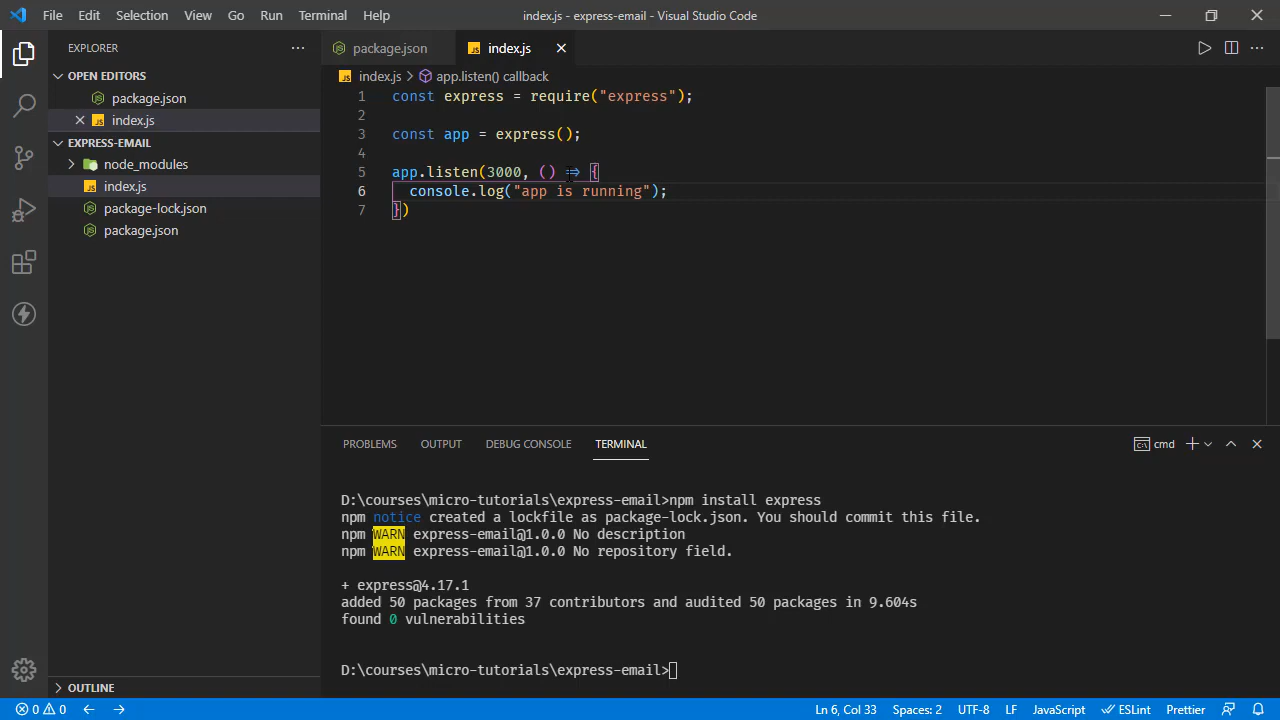 File Edit Selection View Go Run Terminal Help index.js - express-email - Visual Studio Code
EXPLORER
OPEN EDITORS
package.json
index.js
EXPRESS-EMAIL
node_modules
index.js
package-lock.json
package.json
OUTLINE
package.json index.js
index.js > app.listen() callback
1 const express = require("express");
2
3 const app = express();
4
5 app.listen(3000, () => {
6 console.log("app is running");
7 })
PROBLEMS OUTPUT DEBUG CONSOLE TERMINAL cmd
D:\courses\micro-tutorials\express-email>npm install express
npm notice created a lockfile as package-lock.json. You should commit this file.
npm WARN express-email@1.0.0 No description
npm WARN express-email@1.0.0 No repository field.
+ express@4.17.1
added 50 packages from 37 contributors and audited 50 packages in 9.604s
found 0 vulnerabilities
D:\courses\micro-tutorials\express-email>
0 0 Ln 6, Col 33 Spaces: 2 UTF-8 LF JavaScript ESLint Prettier